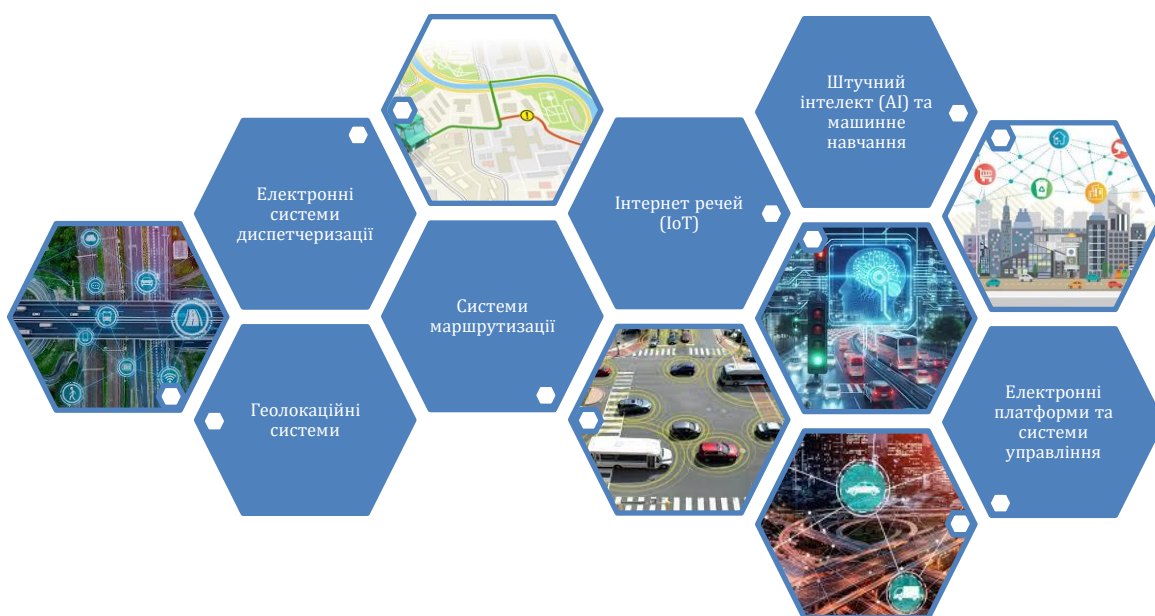 Електронні
системи
диспетчеризації
Геолокаційні
системи
1
Системи
маршрутизації
Інтернет речей
(IoT)
Штучний
інтелект (AI) та
машинне
навчання
Електронні
платформи та
системи
управління